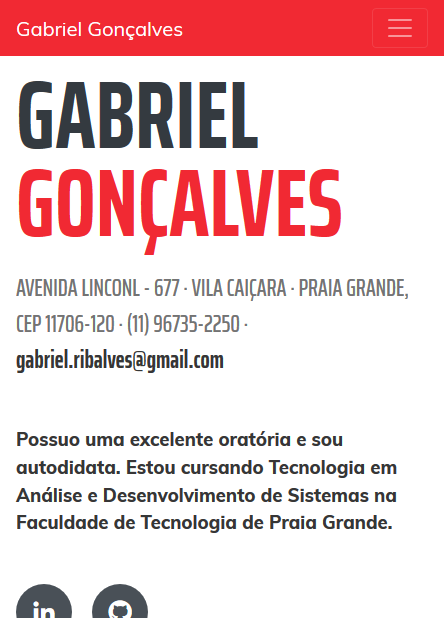 Gabriel Gonçalves
GABRIEL
GONÇALVES
AVENIDA LINCONL - 677 · VILA CAIÇARA · PRAIA GRANDE,
CEP 11706-120 · (11) 96735-2250 ·
gabriel.ribalves@gmail.com
Possuo uma excelente oratória e sou
autodidata. Estou cursando Tecnologia em
Análise e Desenvolvimento de Sistemas na
Faculdade de Tecnologia de Praia Grande.
in